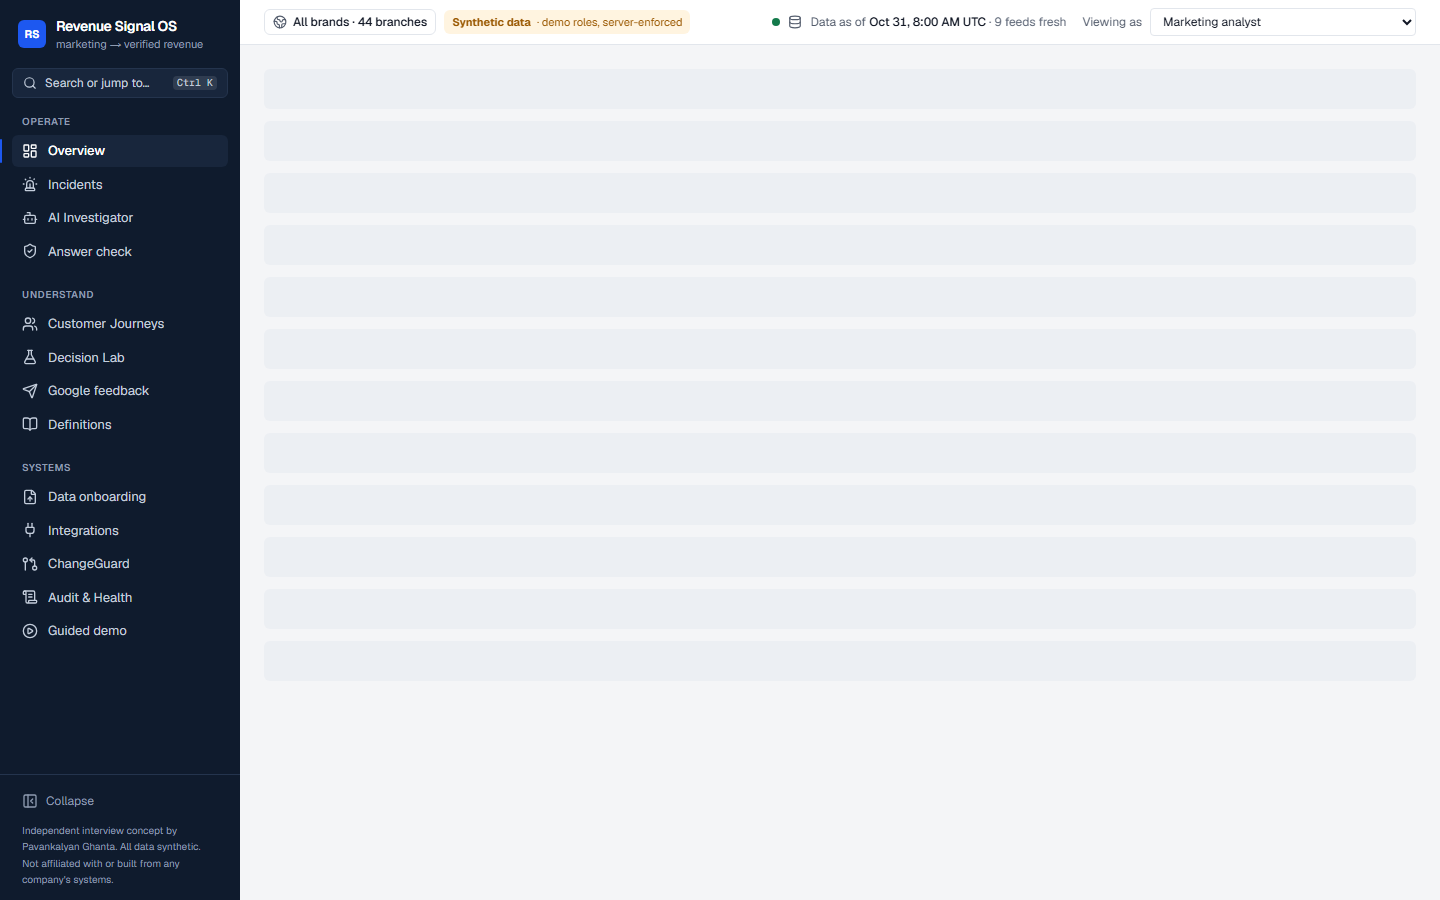 RS
Revenue Signal OS
marketing → verified revenue
Search or jump to...
Ctrl K
OPERATE
Overview
Incidents
AI Investigator
Answer check
UNDERSTAND
Customer Journeys
Decision Lab
Google feedback
Definitions
SYSTEMS
Data onboarding
Integrations
ChangeGuard
Audit & Health
Guided demo
Collapse
Independent interview concept by
Pavankalyan Ghanta. All data synthetic.
Not affiliated with or built from any
company's systems.
All brands · 44 branches
Synthetic data · demo roles, server-enforced
Data as of Oct 31, 8:00 AM UTC · 9 feeds fresh
Viewing as
Marketing analyst